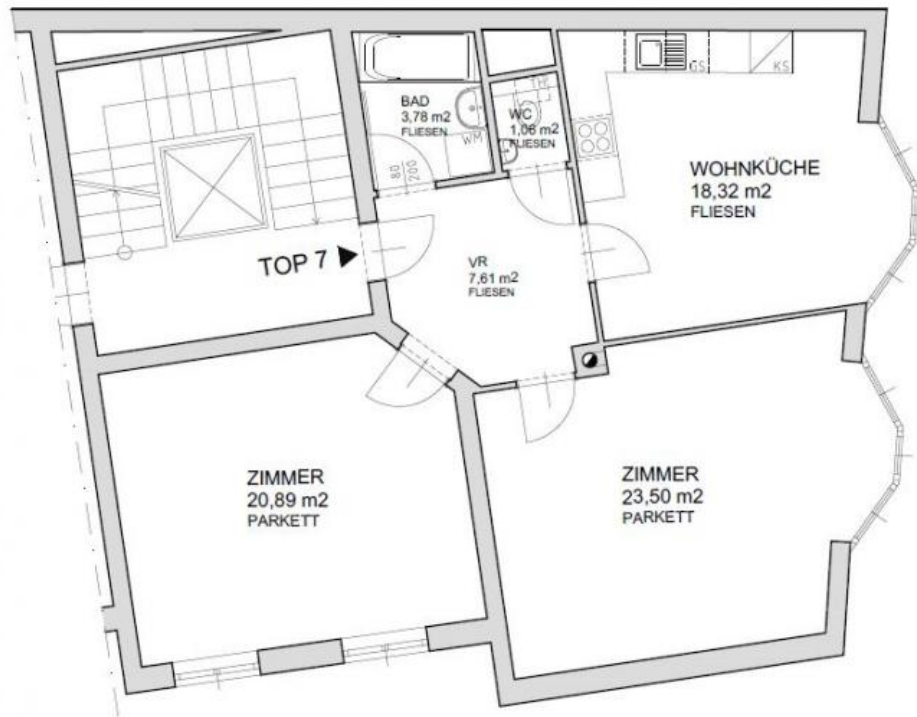 BAD
3,78 m2
FLIESEN
WM
80
200
TH
WC
1,06 m2
FLIESEN
GS
KS
WOHNKÜCHE
18,32 m2
FLIESEN
TOP 7
VR
7,61 m2
FLIESEN
ZIMMER
20,89 m2
PARKETT
ZIMMER
23,50 m2
PARKETT